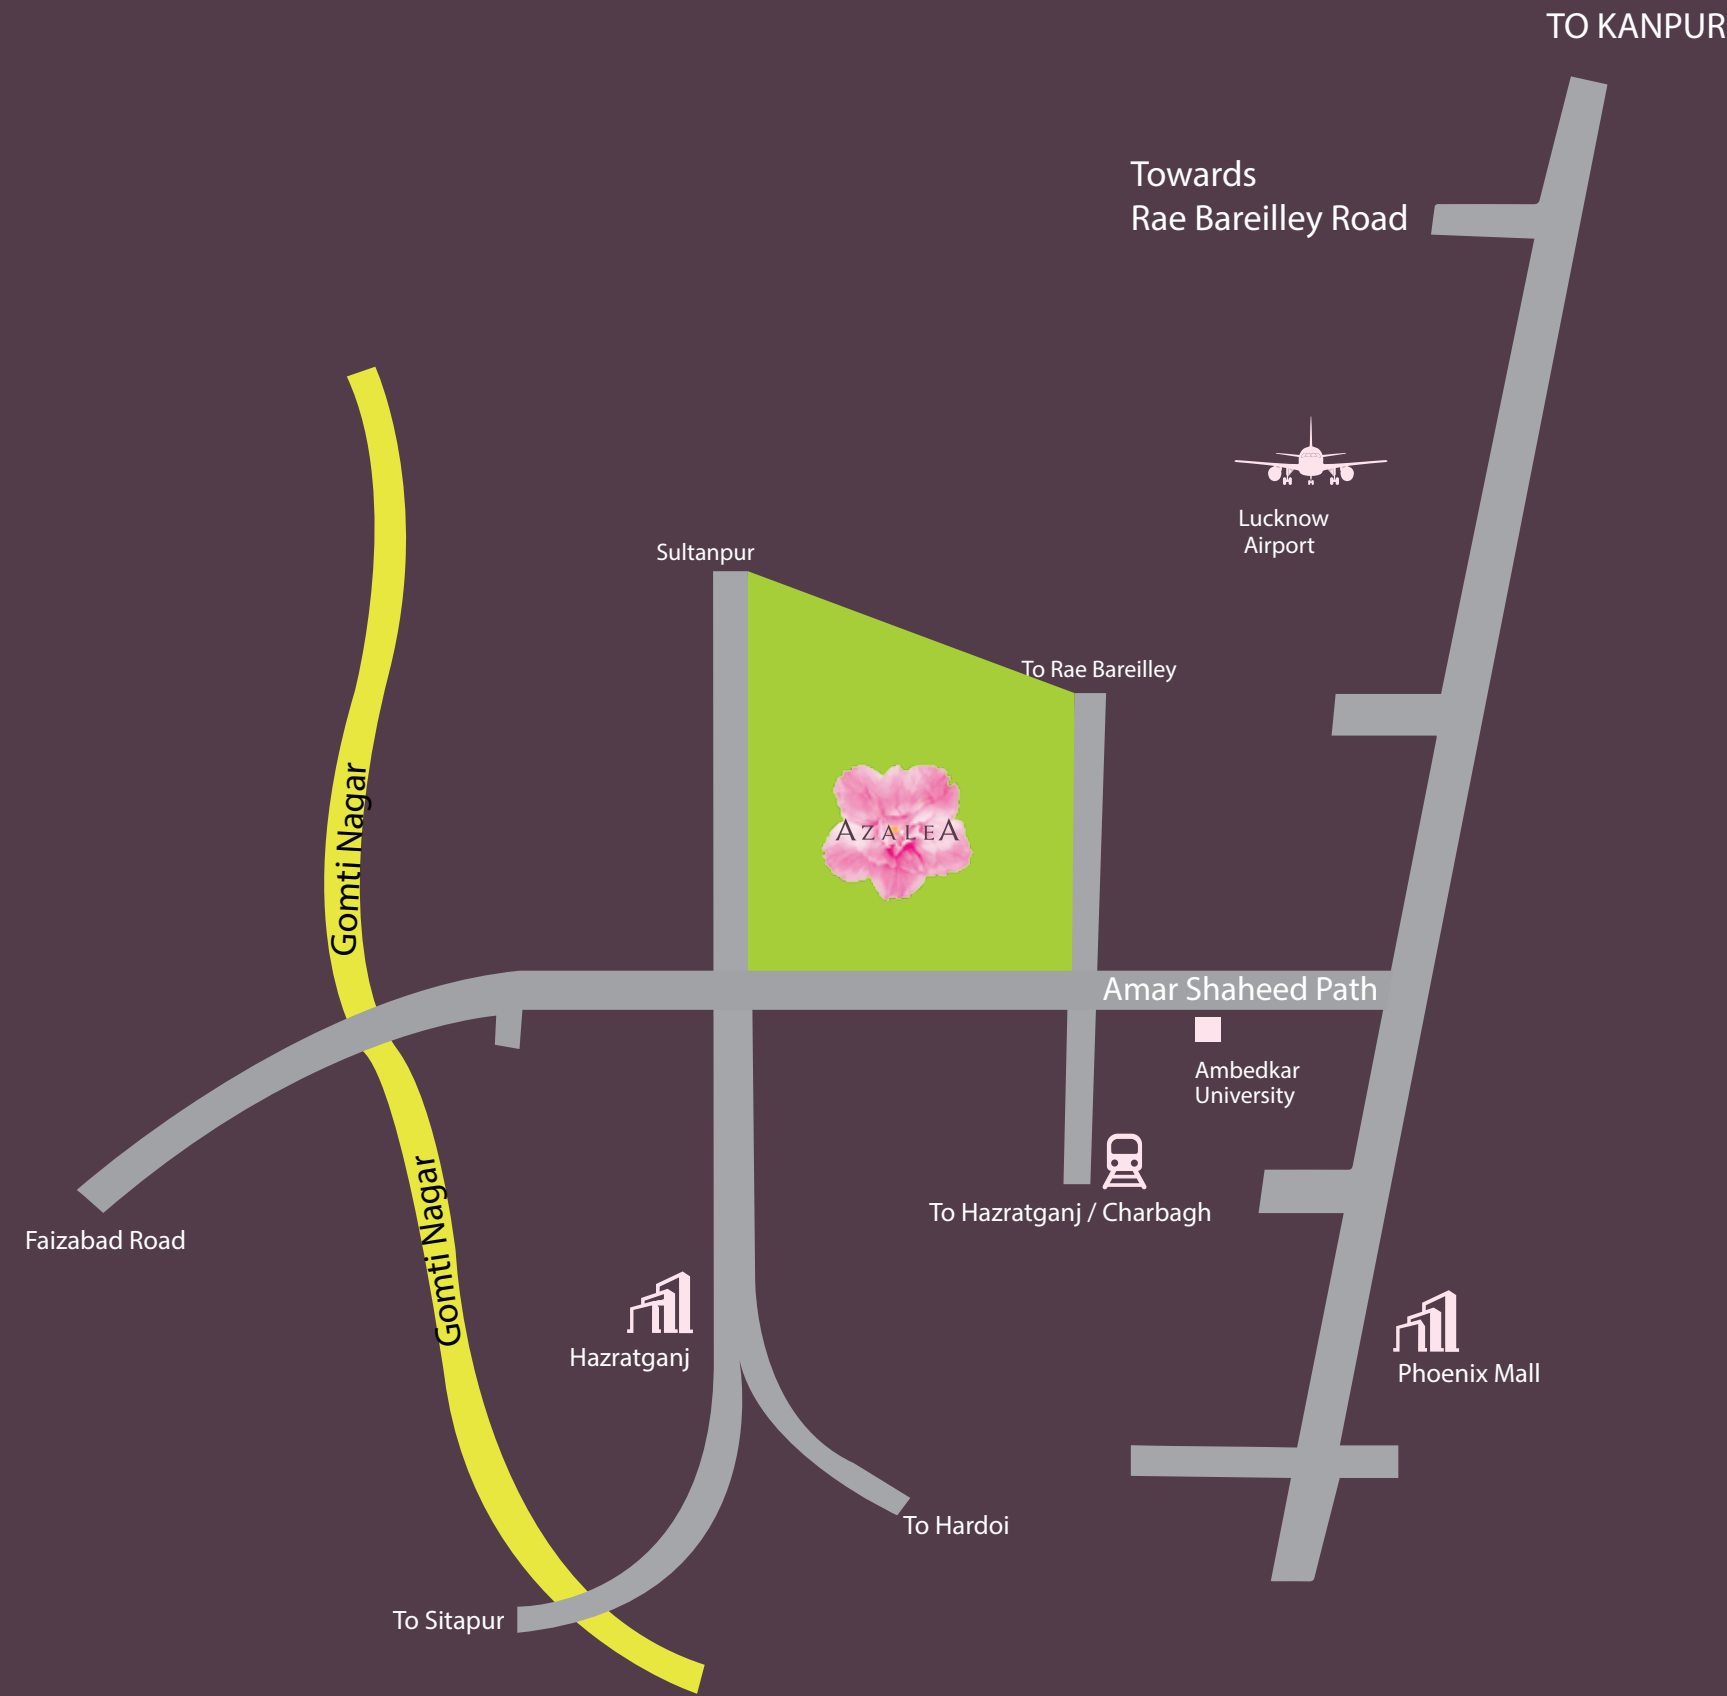 TO KANPUR
Towards
Rae Bareilley Road
Lucknow
Airport
Sultanpur
To Rae Bareilley
Gomti Nagar
AZALEA
Amar Shaheed Path
Ambedkar
University
To Hazratganj / Charbagh
Faizabad Road
Gomti Nagar
Hazratganj
Phoenix Mall
To Hardoi
To Sitapur